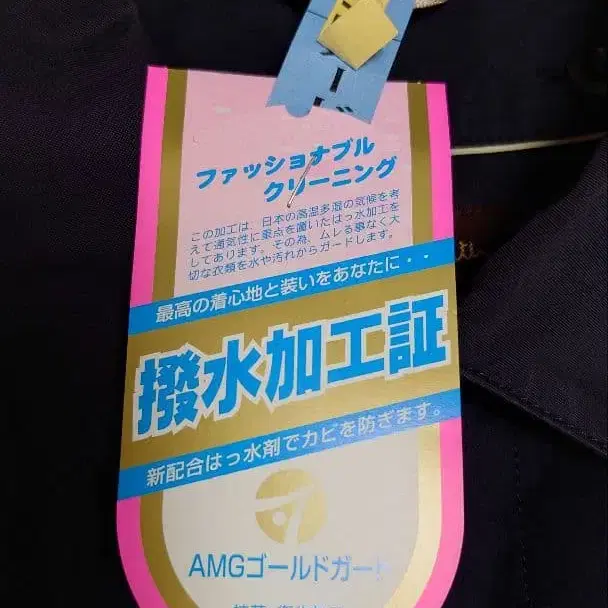 ファッショナブル
クリーニング
この加工は、日本の高温多湿の気候を考
えて通気性に重点を置いたはっ水加工を
してあります。その為、ムレる事なく大
切な衣類を水や汚れからガードします。
最高の着心地と装いをあなたに・・
撥水加工証
新配合はっ水剤でカビを防ぎます。
AMGゴールドガード